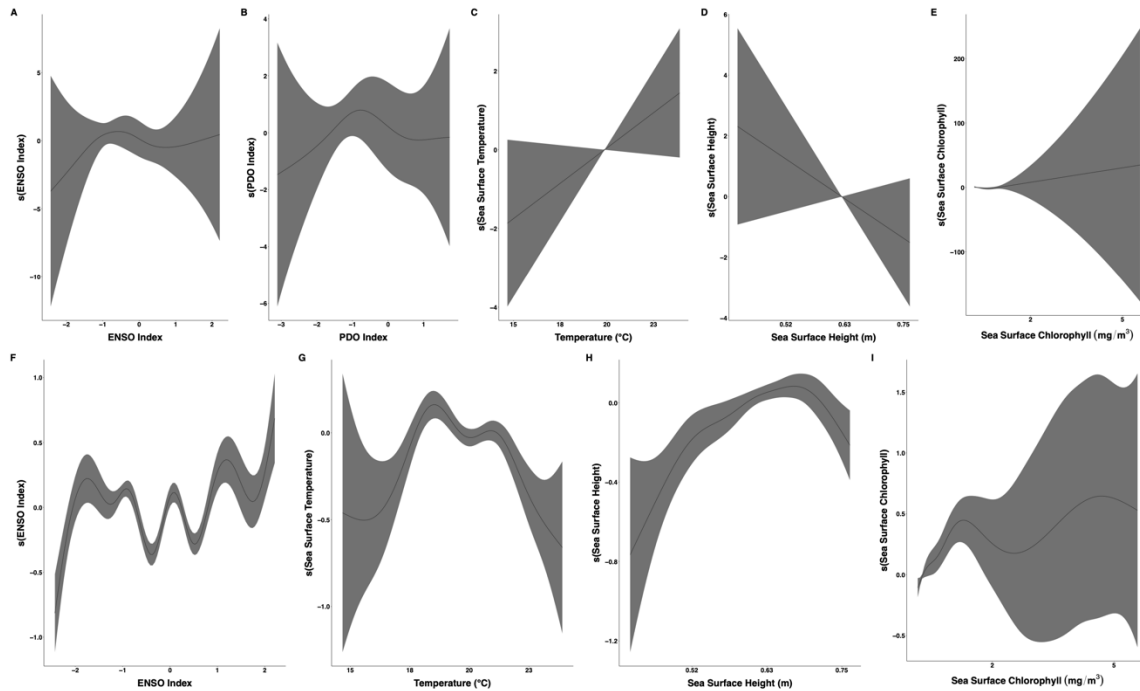 A
s(ENSO Index)
5
0
−5
−10
−2
−1
0
1
2
ENSO Index
B
s(PDO Index)
4
2
0
−2
−4
−6
−3
−2
−1
0
1
PDO Index
C
s(Sea Surface Temperature)
2
0
−2
−4
15
18
20
23
Temperature (°C)
D
s(Sea Surface Height)
6
4
2
0
−2
−4
0.52
0.63
0.75
Sea Surface Height (m)
E
s(Sea Surface Chlorophyll)
200
100
0
−100
2
5
Sea Surface Chlorophyll (mg/m³)
F
s(ENSO Index)
1.0
0.5
0.0
−0.5
−1.0
−2
−1
0
1
2
ENSO Index
G
s(Sea Surface Temperature)
0.0
−0.5
−1.0
15
18
20
23
Temperature (°C)
H
s(Sea Surface Height)
0.0
−0.4
−0.8
−1.2
0.52
0.63
0.75
Sea Surface Height (m)
I
s(Sea Surface Chlorophyll)
1.5
1.0
0.5
0.0
−0.5
2
5
Sea Surface Chlorophyll (mg/m³)